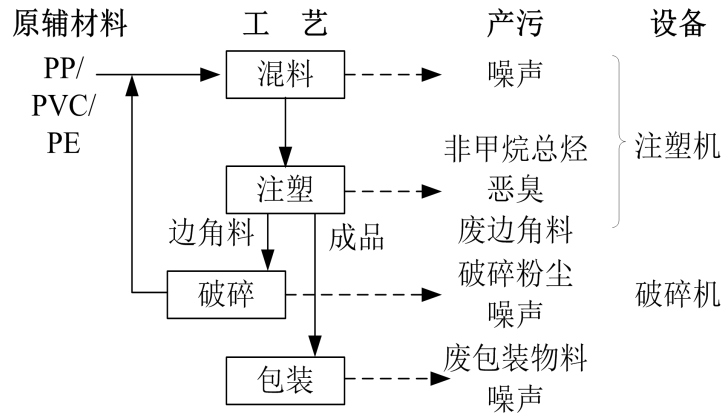 原辅材料 工 艺 产污 设备
PP/
PVC/
PE
混料
噪声
注塑机
非甲烷总烃
注塑
恶臭
边角料
成品
废边角料
破碎
破碎粉尘
噪声
破碎机
包装
废包装物料
噪声